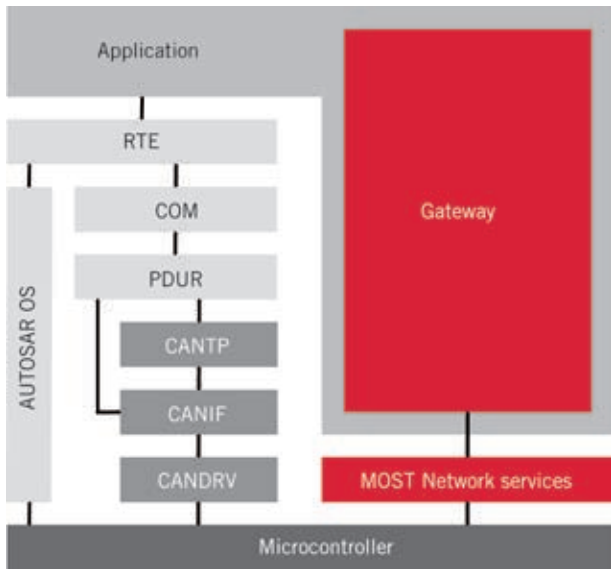 Application
Gateway
RTE
COM
PDUR
AUTOSAR OS
CANTP
CANIF
CANDRV
MOST Network services
Microcontroller